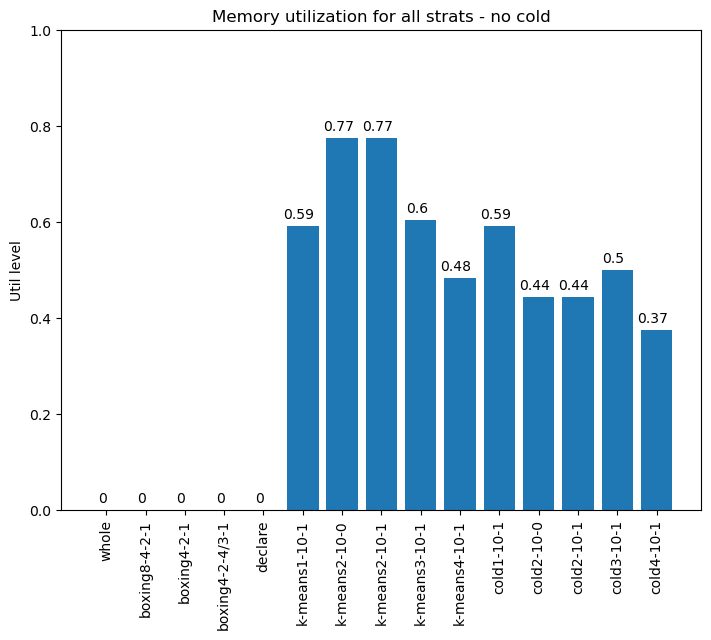 Memory utilization for all strats - no cold
Util level
1.0
0.8
0.6
0.4
0.2
0.0
0
0
0
0
0
0.59
0.77
0.77
0.6
0.48
0.59
0.44
0.44
0.5
0.37
whole
boxing8-4-2-1
boxing4-2-1
boxing4-2-4/3-1
declare
k-means1-10-1
k-means2-10-0
k-means2-10-1
k-means3-10-1
k-means4-10-1
cold1-10-1
cold2-10-0
cold2-10-1
cold3-10-1
cold4-10-1